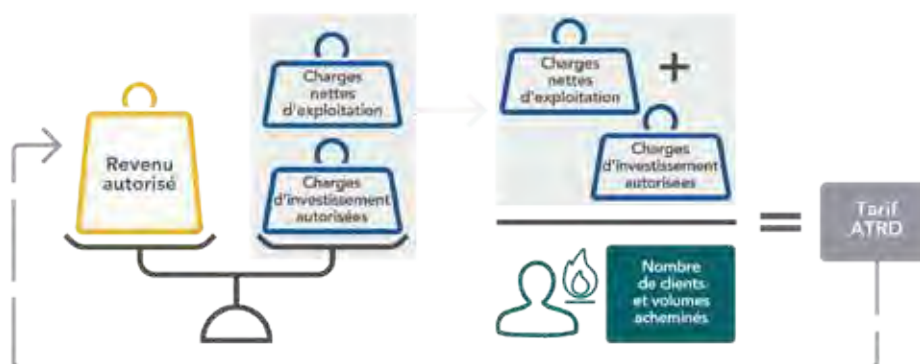 Revenu
autorisé
Charges
nettes
d'exploitation
Charges
d'investissement
autorisées
Charges
nettes
d'exploitation
+
Charges
d'investissement
autorisées
=
Nombre
de clients
et volumes
acheminés
Tarif
ATRD